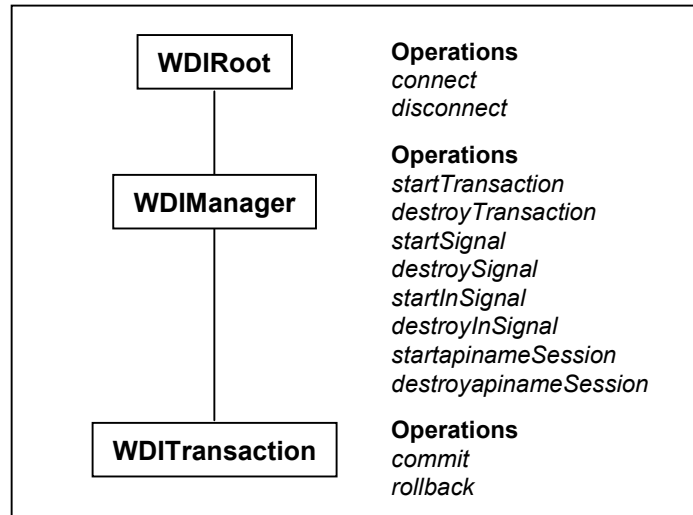 WDIRoot
Operations
connect
disconnect
WDIManager
Operations
startTransaction
destroyTransaction
startSignal
destroySignal
startInSignal
destroyInSignal
startapinameSession
destroyapinameSession
WDITransaction
Operations
commit
rollback